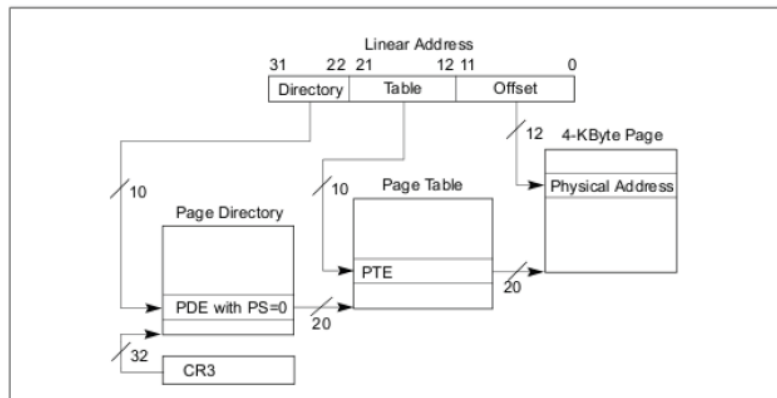 Linear Address
31 22 21 12 11 0
Directory Table Offset
12 4-KByte Page
10 10 Page Table Physical Address
Page Directory
PTE
PDE with PS=0 20 20
32 CR3